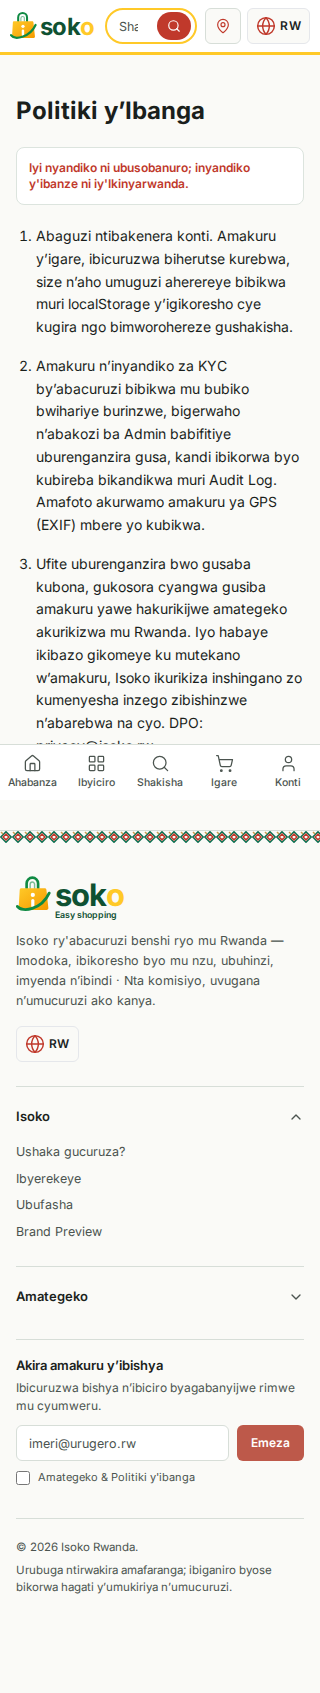 soko
RW
Politiki y’Ibanga
Iyi nyandiko ni ubusobanuro; inyandiko
y'ibanze ni iy'Ikinyarwanda.
1. Abaguzi ntibakenera konti. Amakuru
y’igare, ibicuruzwa biherutse kurebwa,
size n’aho umuguzi aherereye bibikwa
muri localStorage y’igikoresho cye
kugira ngo bimworohereze gushakisha.
2. Amakuru n’inyandiko za KYC
by’abacuruzi bibikwa mu bubiko
bwihariye burinzwe, bigerwaho
n’abakozi ba Admin babifitiye
uburenganzira gusa, kandi ibikorwa byo
kubireba bikandikwa muri Audit Log.
Amafoto akurwamo amakuru ya GPS
(EXIF) mbere yo kubikwa.
3. Ufite uburenganzira bwo gusaba
kubona, gukosora cyangwa gusiba
amakuru yawe hakurikijwe amategeko
akurikizwa mu Rwanda. Iyo habaye
ikibazo gikomeye ku mutekano
w’amakuru, Isoko ikurikiza inshingano zo
kumenyesha inzego zibishinzwe
n’abarebwa na cyo. DPO:
Ahabanza
Ibyiciro
Shakisha
Igare
Konti
soko
Easy shopping
Isoko ry'abacuruzi benshi ryo mu Rwanda —
Imodoka, ibikoresho byo mu nzu, ubuhinzi,
imyenda n’ibindi · Nta komisiyo, uvugana
n’umucuruzi ako kanya.
RW
Isoko
Ushaka gucuruza?
Ibyerekeye
Ubufasha
Brand Preview
Amategeko
Akira amakuru y’ibishya
Ibicuruzwa bishya n’ibiciro byagabanyijwe rimwe
mu cyumweru.
imeri@urugero.rw
Emeza
Amategeko & Politiki y'ibanga
© 2026 Isoko Rwanda.
Urubuga ntirwakira amafaranga; ibiganiro byose
bikorwa hagati y’umukiriya n’umucuruzi.